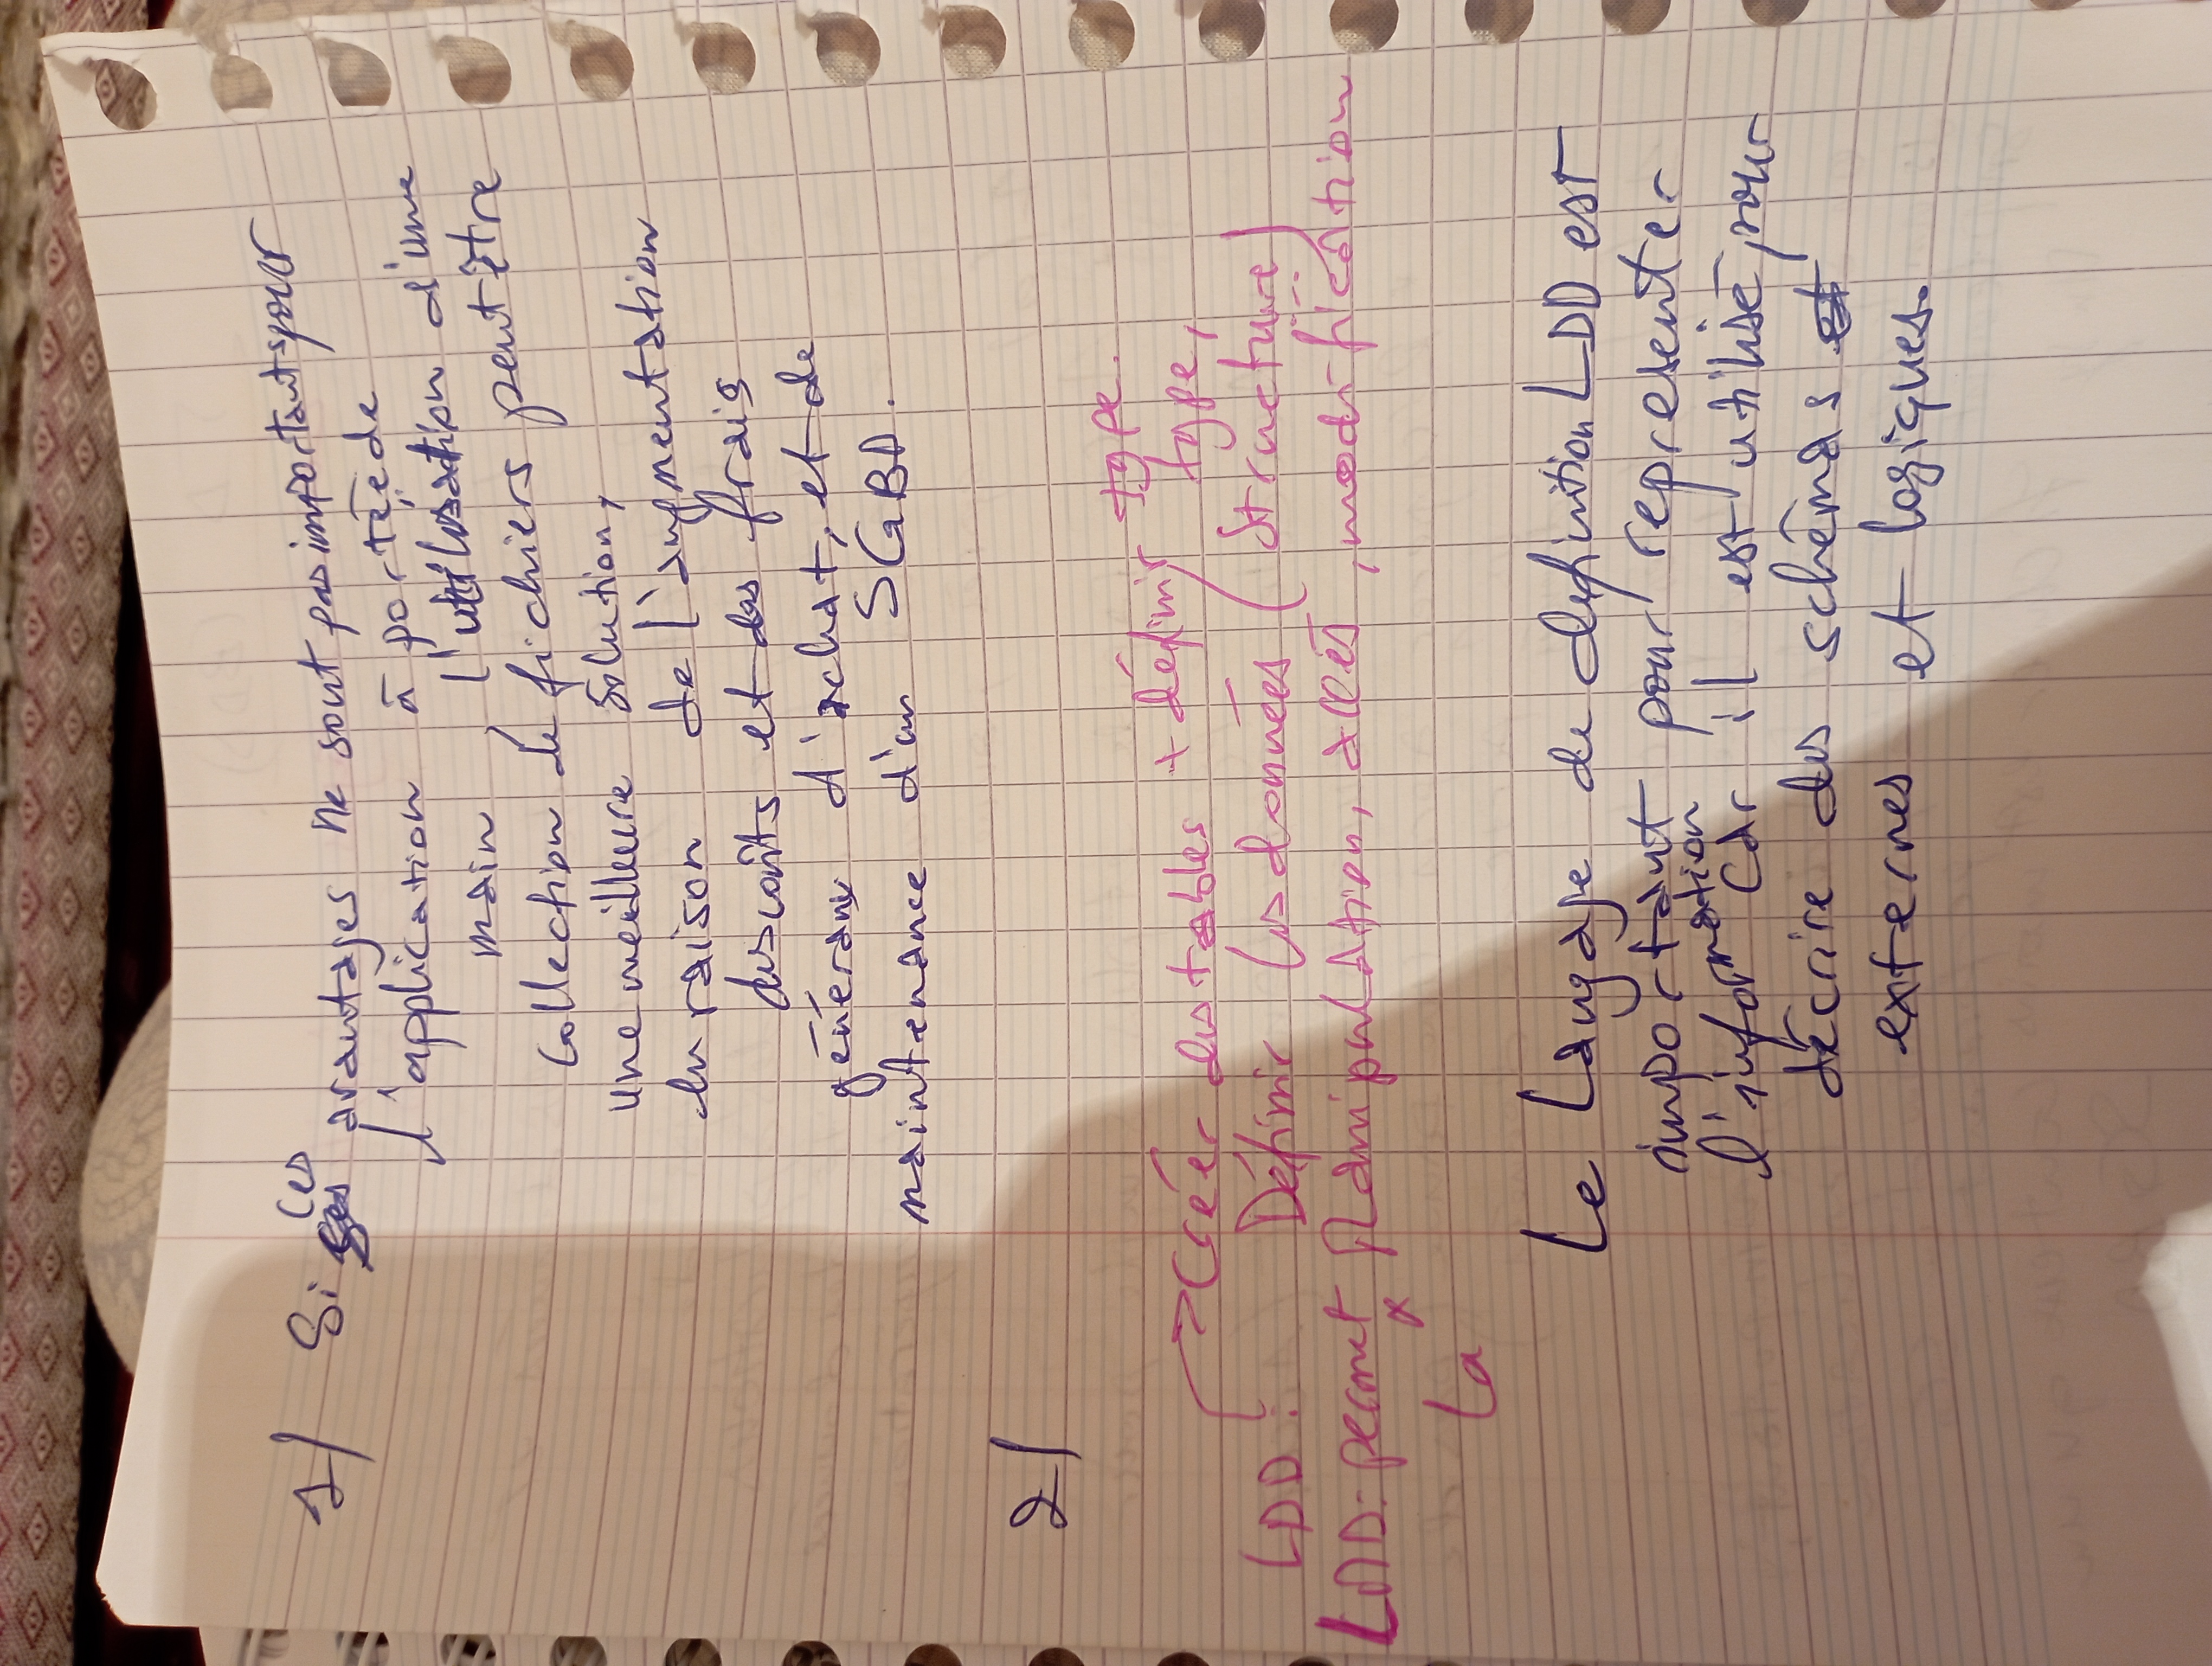 1/ Si ces avantages ne sont pas importants pour
l'application à portée de
main, l'utilisation d'une
collection de fichiers peut être
une meilleure solution,
en raison de l'augmentation
des coûts et des frais
généraux d'achat, et de
maintenance d'un SGBD.
2/
→ Créer des tables + définir type.
type,
LDD : Définir les données (structure)
LMD : permet Manipulation, accés, modification
la
Le Langage de definition LDD est
important pour representer
l'information car il est utilisé pour
décrire des schémas
externes et logiques.